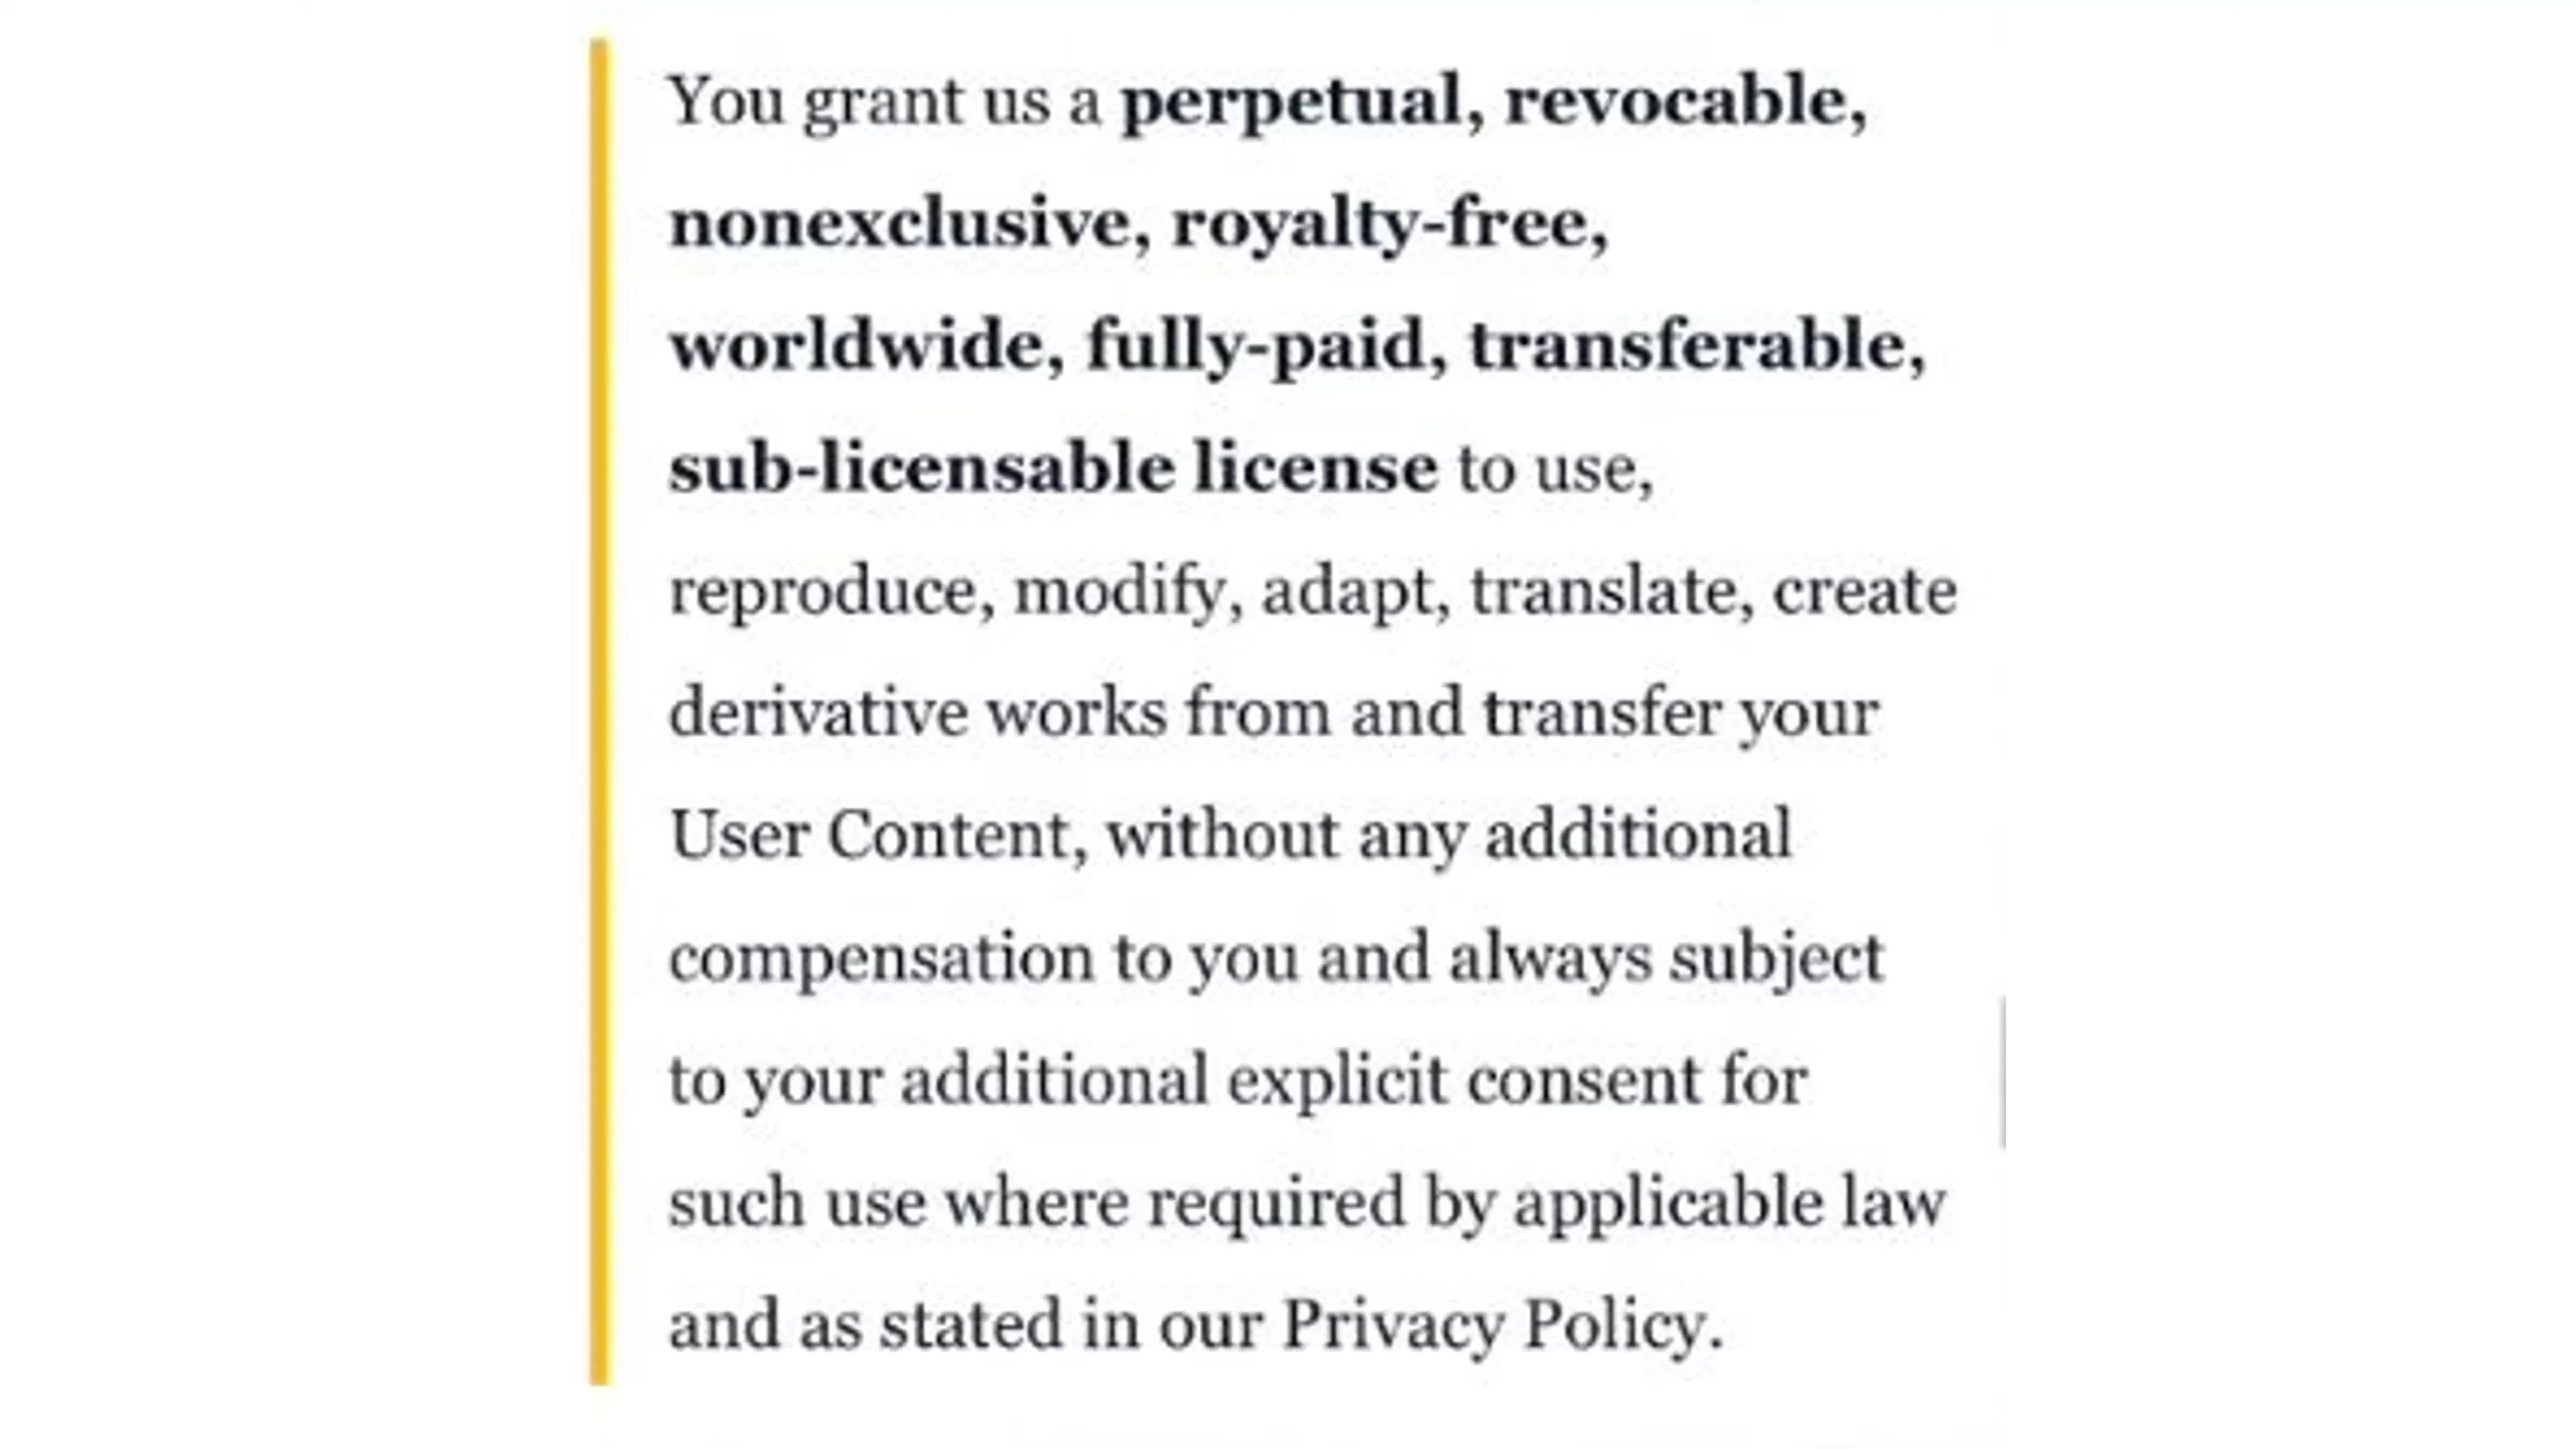 You grant us a perpetual, revocable,
nonexclusive, royalty-free,
worldwide, fully-paid, transferable,
sub-licensable license to use,
reproduce, modify, adapt, translate, create
derivative works from and transfer your
User Content, without any additional
compensation to you and always subject
to your additional explicit consent for
such use where required by applicable law
and as stated in our Privacy Policy.